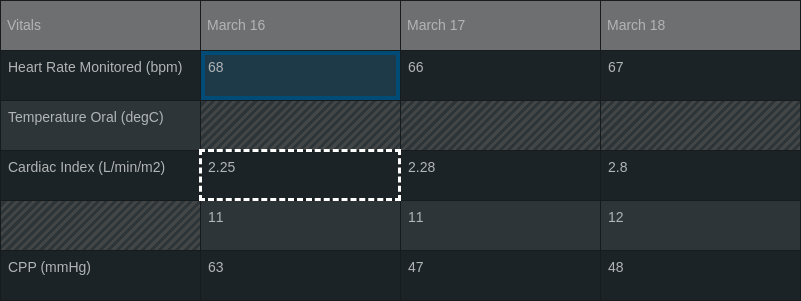 Vitals March 16 March 17 March 18
Heart Rate Monitored (bpm) 68 66 67
Temperature Oral (degC)
Cardiac Index (L/min/m2) 2.25 2.28 2.8
11 11 12
CPP (mmHg) 63 47 48